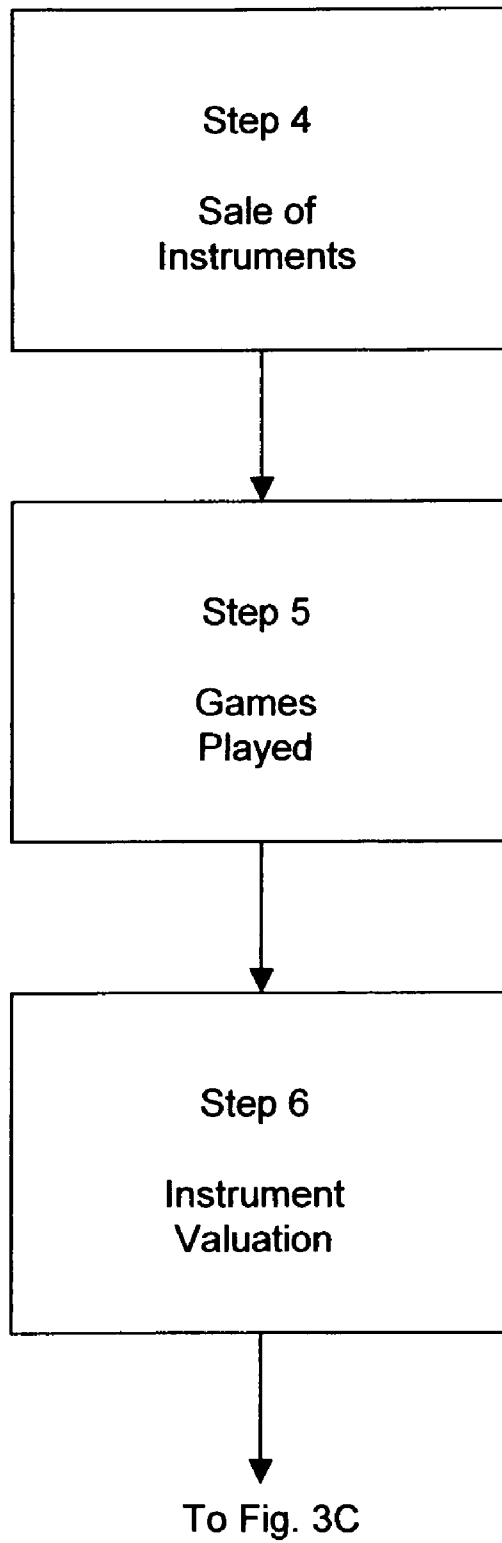 Step 4
Sale of
Instruments
Step 5
Games
Played
Step 6
Instrument
Valuation
To Fig. 3C